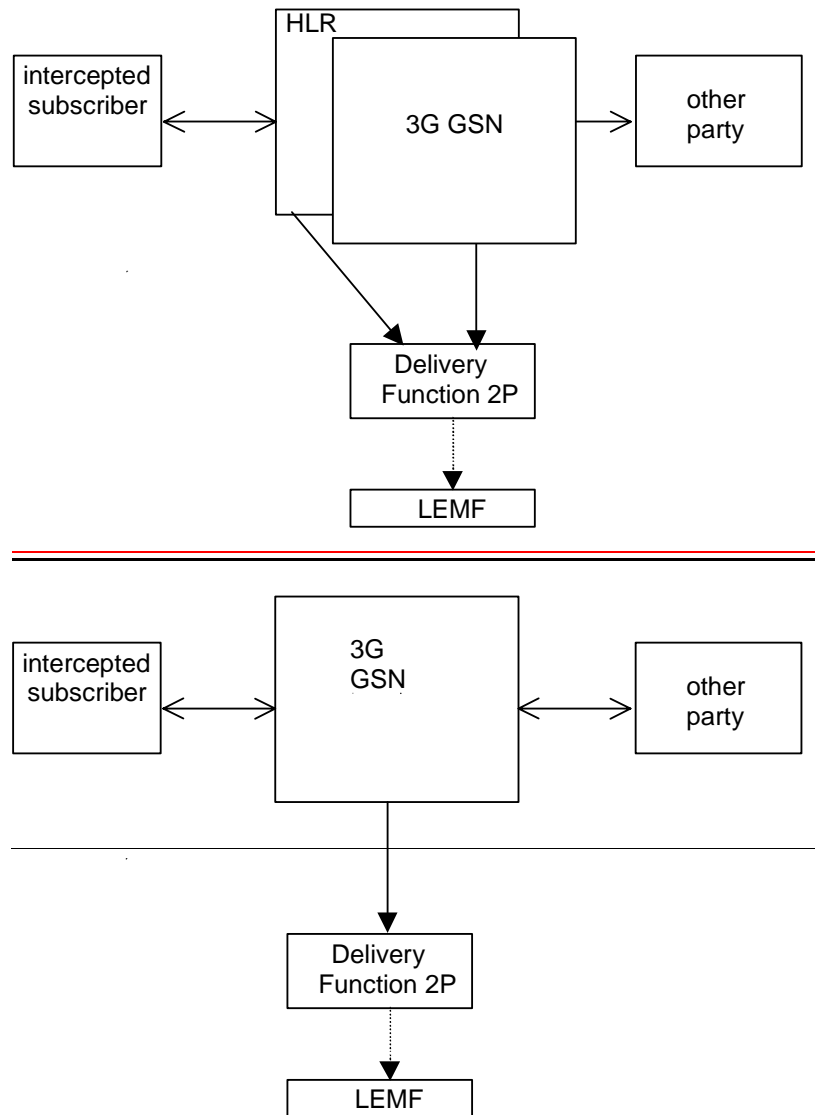 HLR
intercepted
subscriber
3G GSN
other
party
Delivery
Function 2P
LEMF
intercepted
subscriber
3G
GSN
other
party
Delivery
Function 2P
LEMF